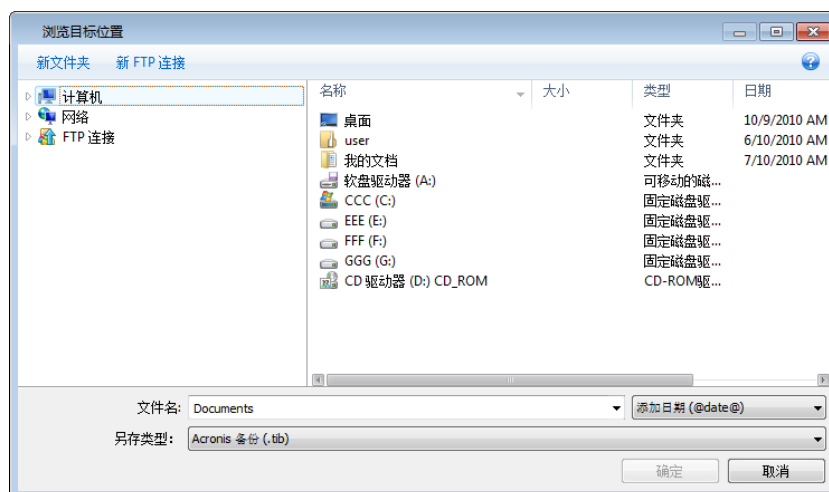 浏览目标位置
新文件夹 新 FTP 连接
计算机
网络
FTP 连接
名称 大小 类型 日期
桌面 文件夹 10/9/2010 AM
user 文件夹 6/10/2010 AM
我的文档 文件夹 7/10/2010 AM
软盘驱动器 (A:) 可移动的磁...
CCC (C:) 固定磁盘驱...
EEE (E:) 固定磁盘驱...
FFF (F:) 固定磁盘驱...
GGG (G:) 固定磁盘驱...
CD 驱动器 (D:) CD_ROM CD-ROM驱...
文件名: Documents 添加日期 (@date@)
另存类型: Acronis 备份 (.tib)
确定 取消